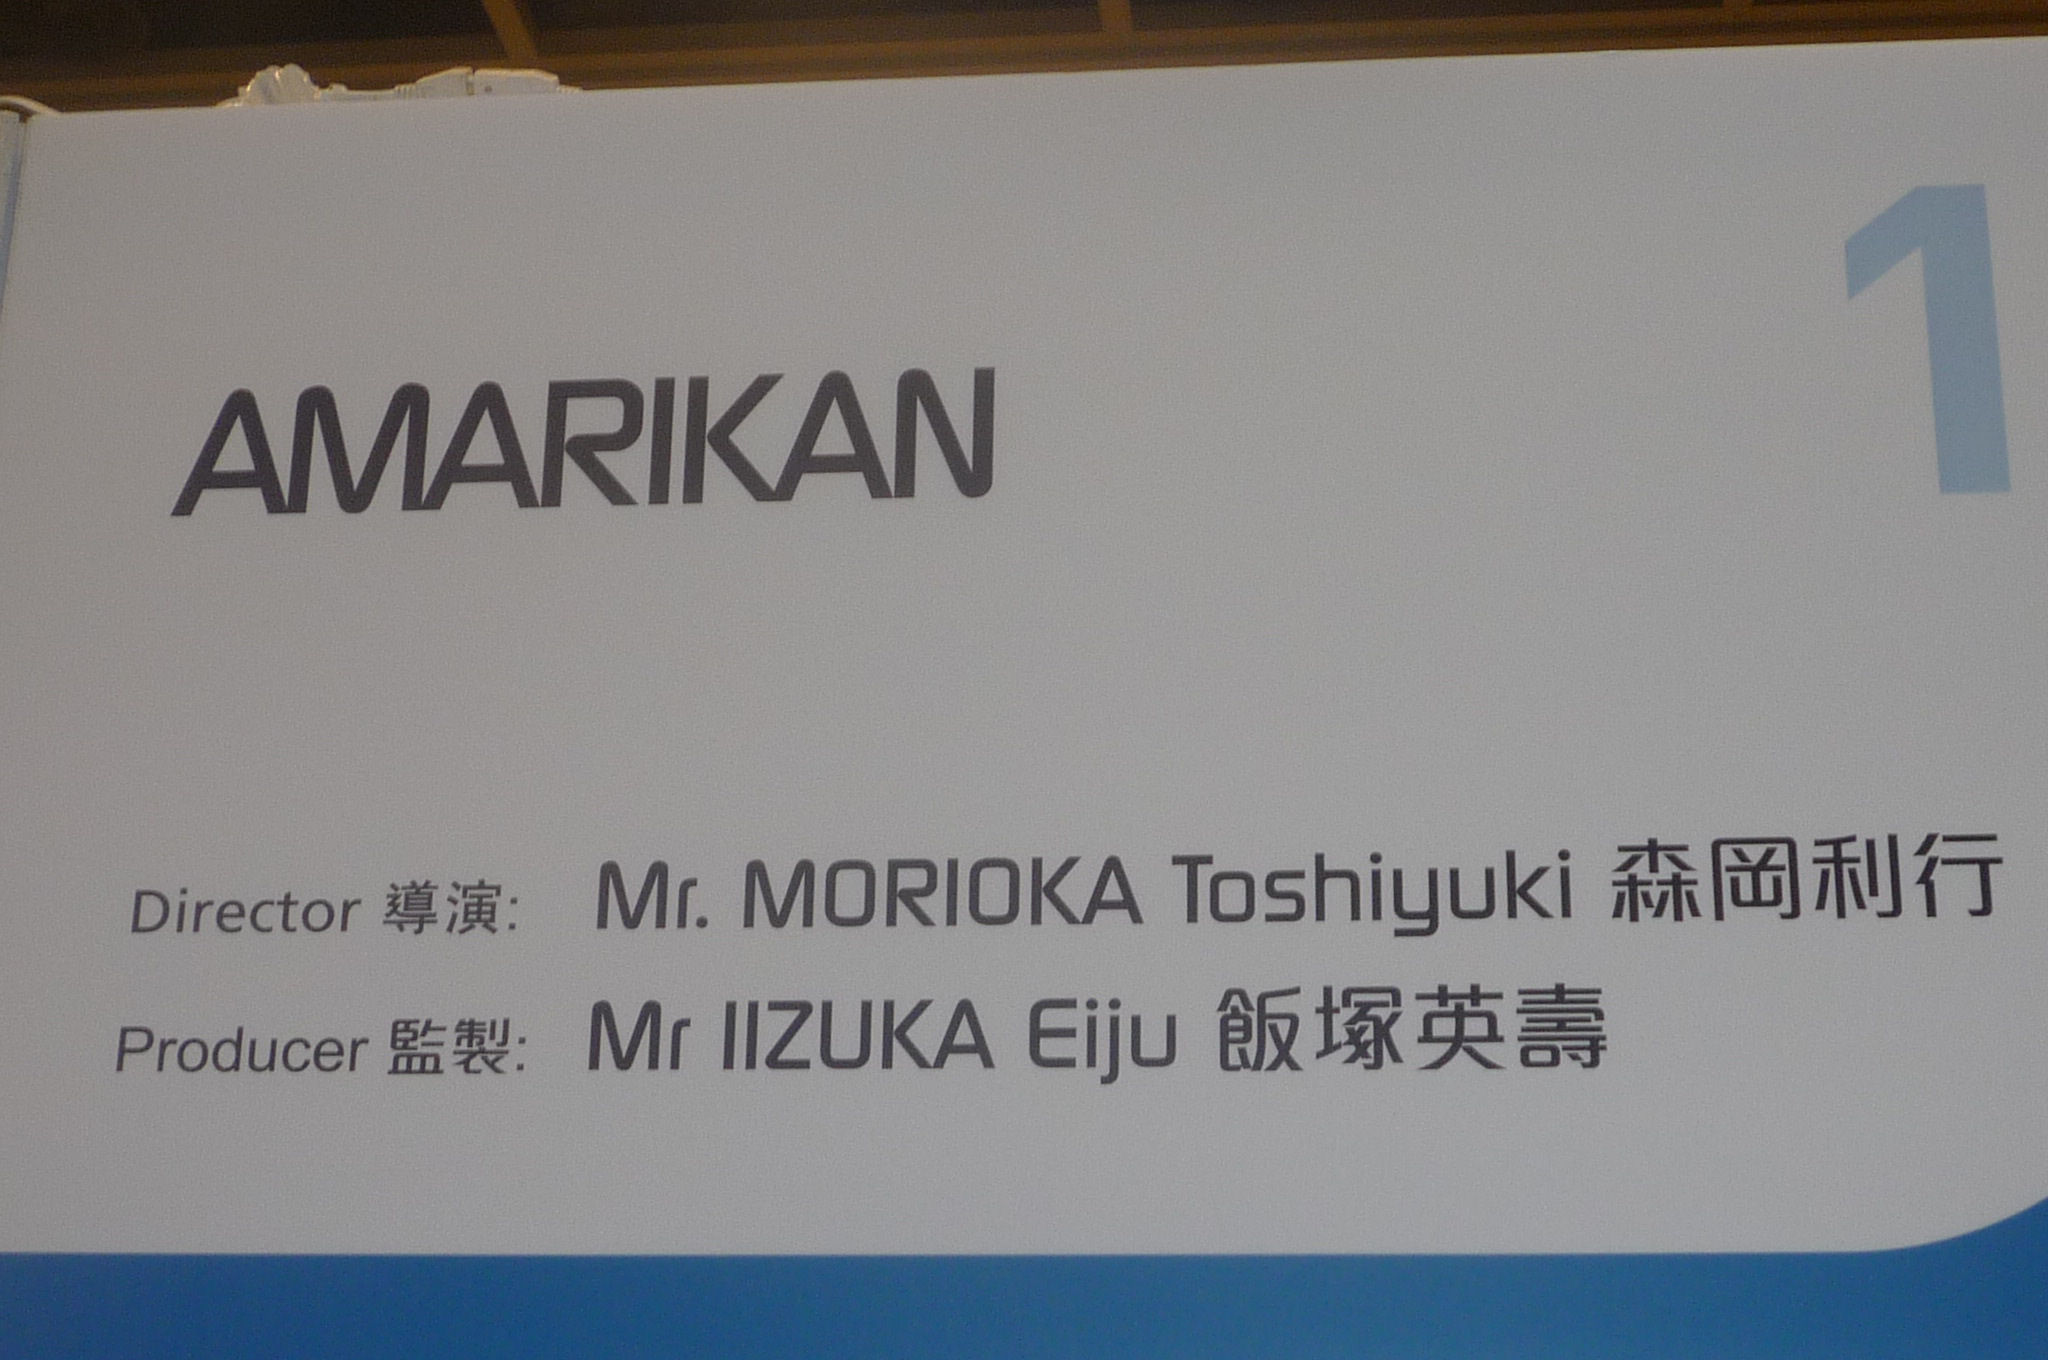 1
AMARIKAN
Director 導演: Mr. MORIOKA Toshiyuki 森岡利行
Producer 監製: Mr IIZUKA Eiju 飯塚英壽